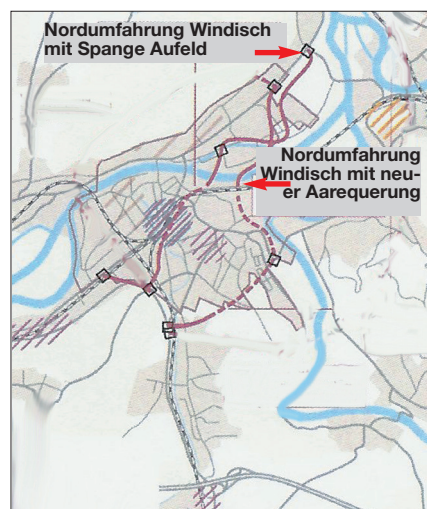 Nordumfahrung Windisch
mit Spange Aufeld
Nordumfahrung
Windisch mit neu-
er Aarequerung